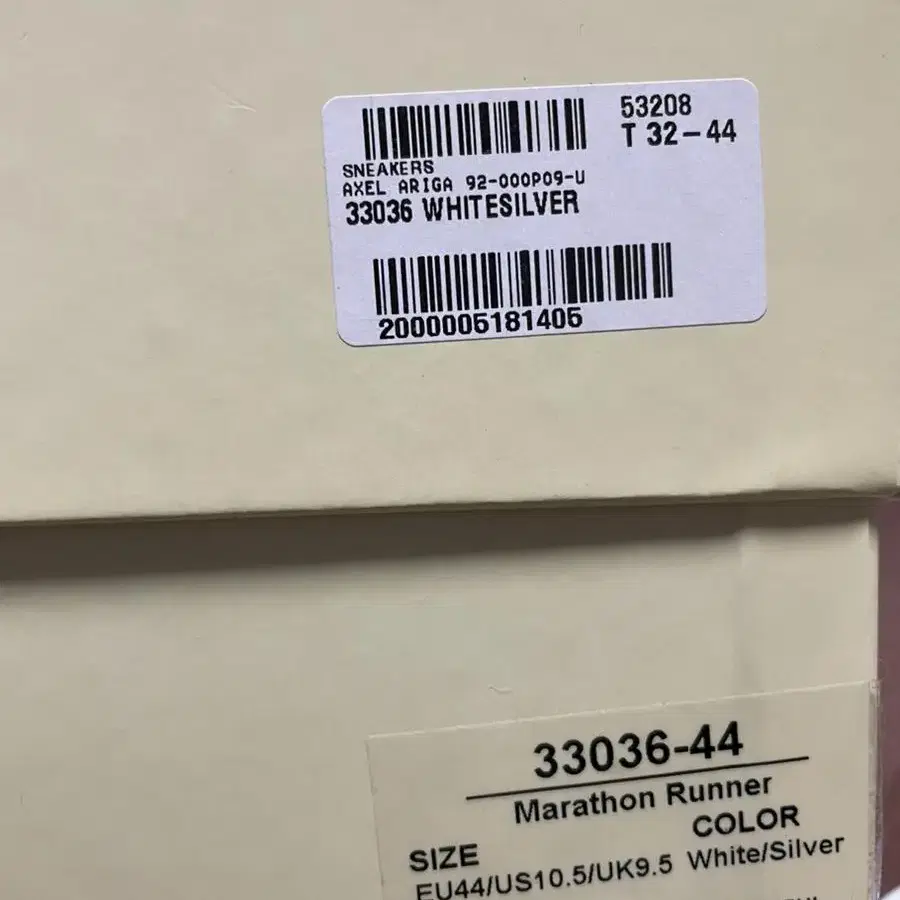 53208
T 32-44
SNEAKERS
AXEL ARIGA 92-000P09-U
33036 WHITESILVER
2000005181405
33036-44
Marathon Runner
SIZE
COLOR
EU44/US10.5/UK9.5
White/Silver